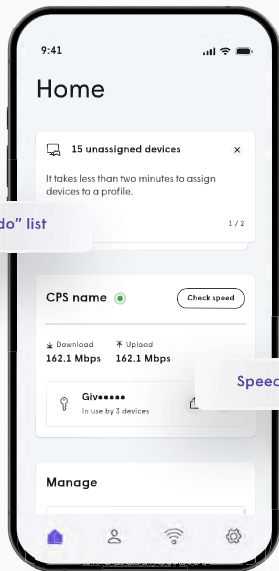 9:41
Home
15 unassigned devices
It takes less than two minutes to assign
devices to a profile.
1 / 2
do” list
CPS name
Check speed
Download
Upload
162.1 Mbps
162.1 Mbps
Speed
Giv•••••
In use by 3 devices
Manage